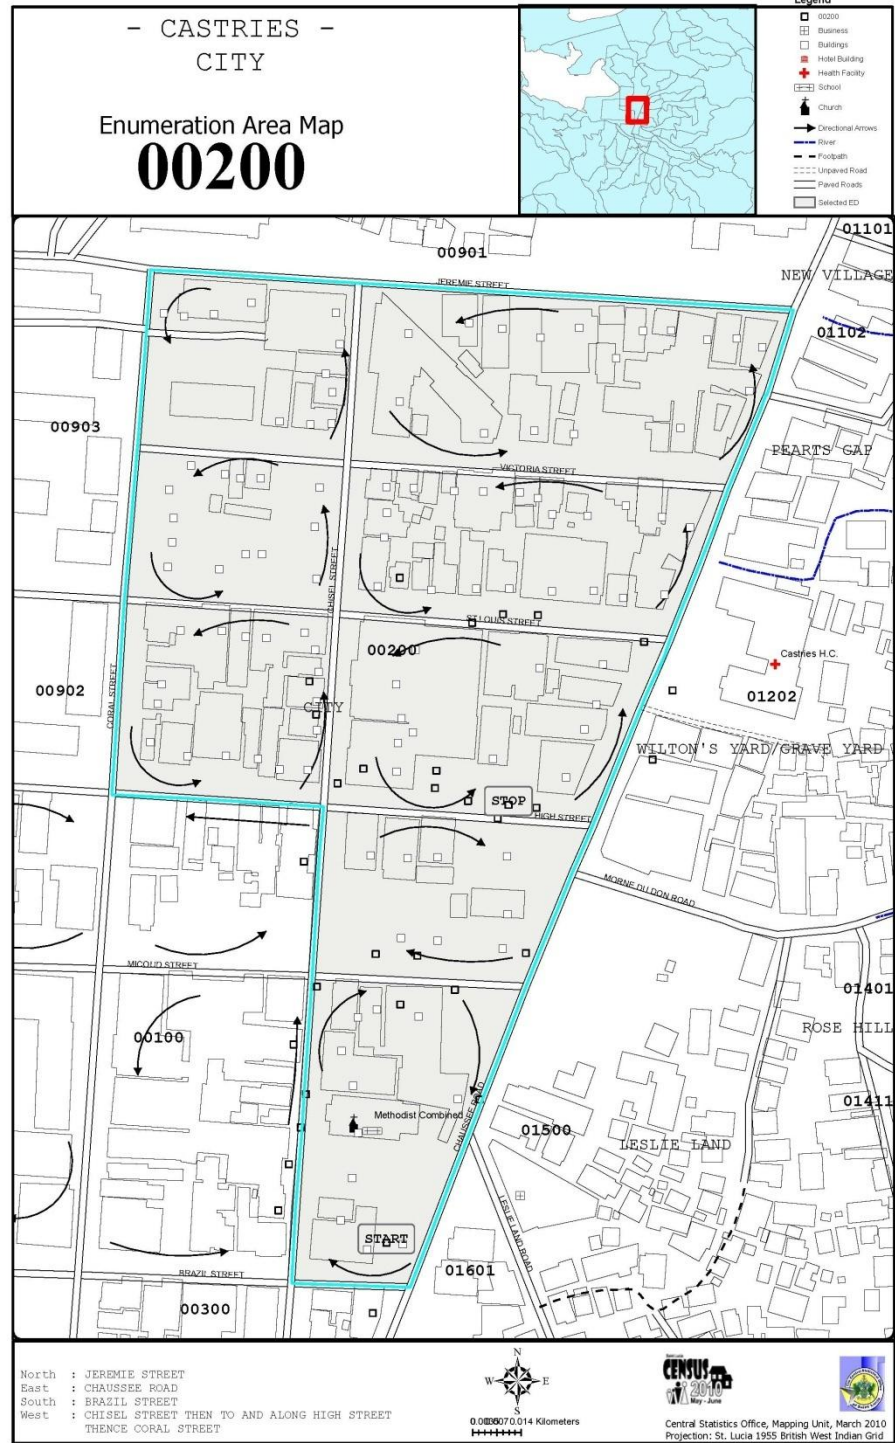 - CASTRIES -
CITY
Enumeration Area Map
00200
Legend
00200
Business
Buildings
Hotel Building
Health Facility
School
Church
Directional Arrows
River
Footpath
Unpaved Road
Paved Roads
Selected ED
01101
00901
JEREMIE STREET
NEW VILLAGE
01102
00903
PEARTS GAP
VICTORIA STREET
CHISEL STREET
ST.LOUIS STREET
00200
Castries H.C.
00902
01202
CORAL STREET
CITY
WILTON'S YARD/GRAVE YARD
STOP
HIGH STREET
MORNE DU DON ROAD
MICOUD STREET
01401
ROSE HILL
00100
01411
Methodist Combined
CHAUSSEE ROAD
01500
LESLIE LAND
LESLIE LAND ROAD
START
BRAZIL STREET
01601
00300
North : JEREMIE STREET
East : CHAUSSEE ROAD
South : BRAZIL STREET
West : CHISEL STREET THEN TO AND ALONG HIGH STREET
THENCE CORAL STREET
N
W E
S
Kilometers
CENSUS
2010
May - June
Central Statistics Office, Mapping Unit, March 2010
Projection: St. Lucia 1955 British West Indian Grid